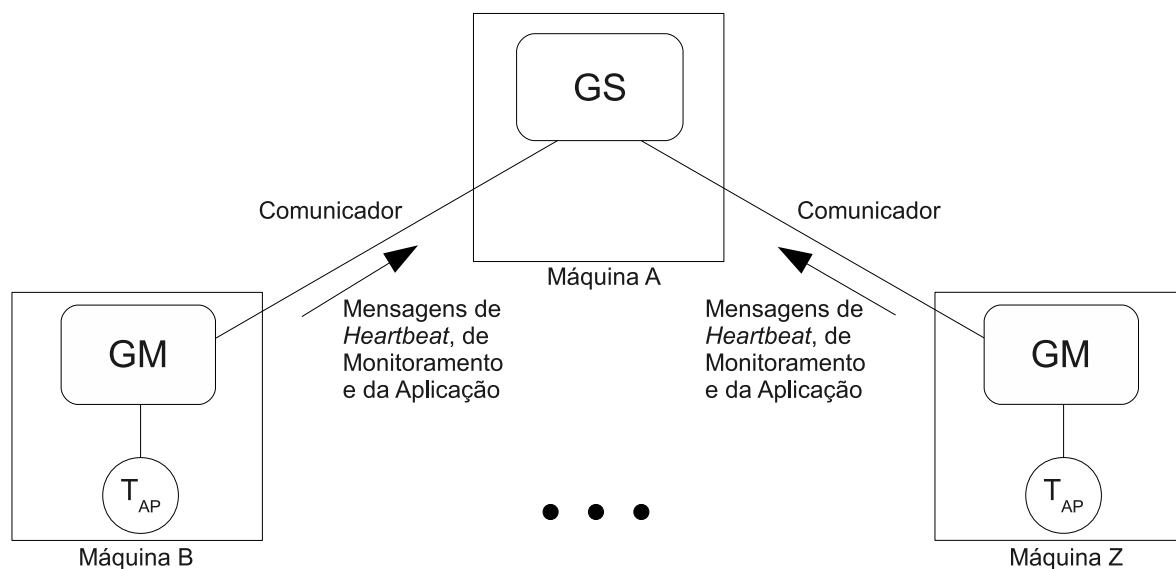 GS
Comunicador
Comunicador
Máquina A
Mensagens de
Heartbeat, de
Monitoramento
e da Aplicação
Mensagens de
Heartbeat, de
Monitoramento
e da Aplicação
GM
GM
TAP
TAP
Máquina B
Máquina Z